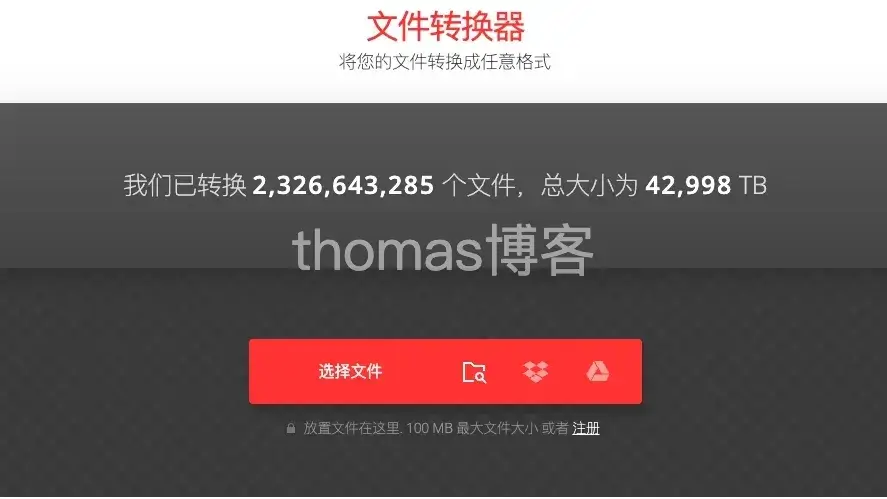 文件转换器
将您的文件转换成任意格式
我们已转换 2,326,643,285 个文件，总大小为 42,998 TB
thomas博客
选择文件
放置文件在这里. 100 MB 最大文件大小 或者 注册